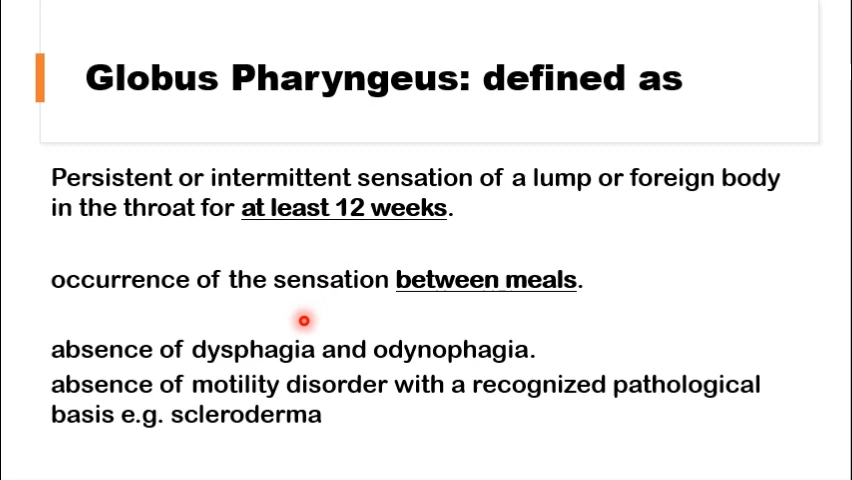 Globus Pharyngeus: defined as
Persistent or intermittent sensation of a lump or foreign body
in the throat for at least 12 weeks.
occurrence of the sensation between meals.
absence of dysphagia and odynophagia.
absence of motility disorder with a recognized pathological
basis e.g. scleroderma